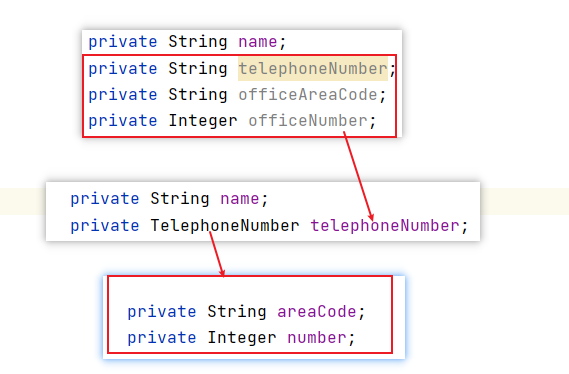 private String name;
private String telephoneNumber;
private String officeAreaCode;
private Integer officeNumber;
private String name;
private TelephoneNumber telephoneNumber;
private String areaCode;
private Integer number;